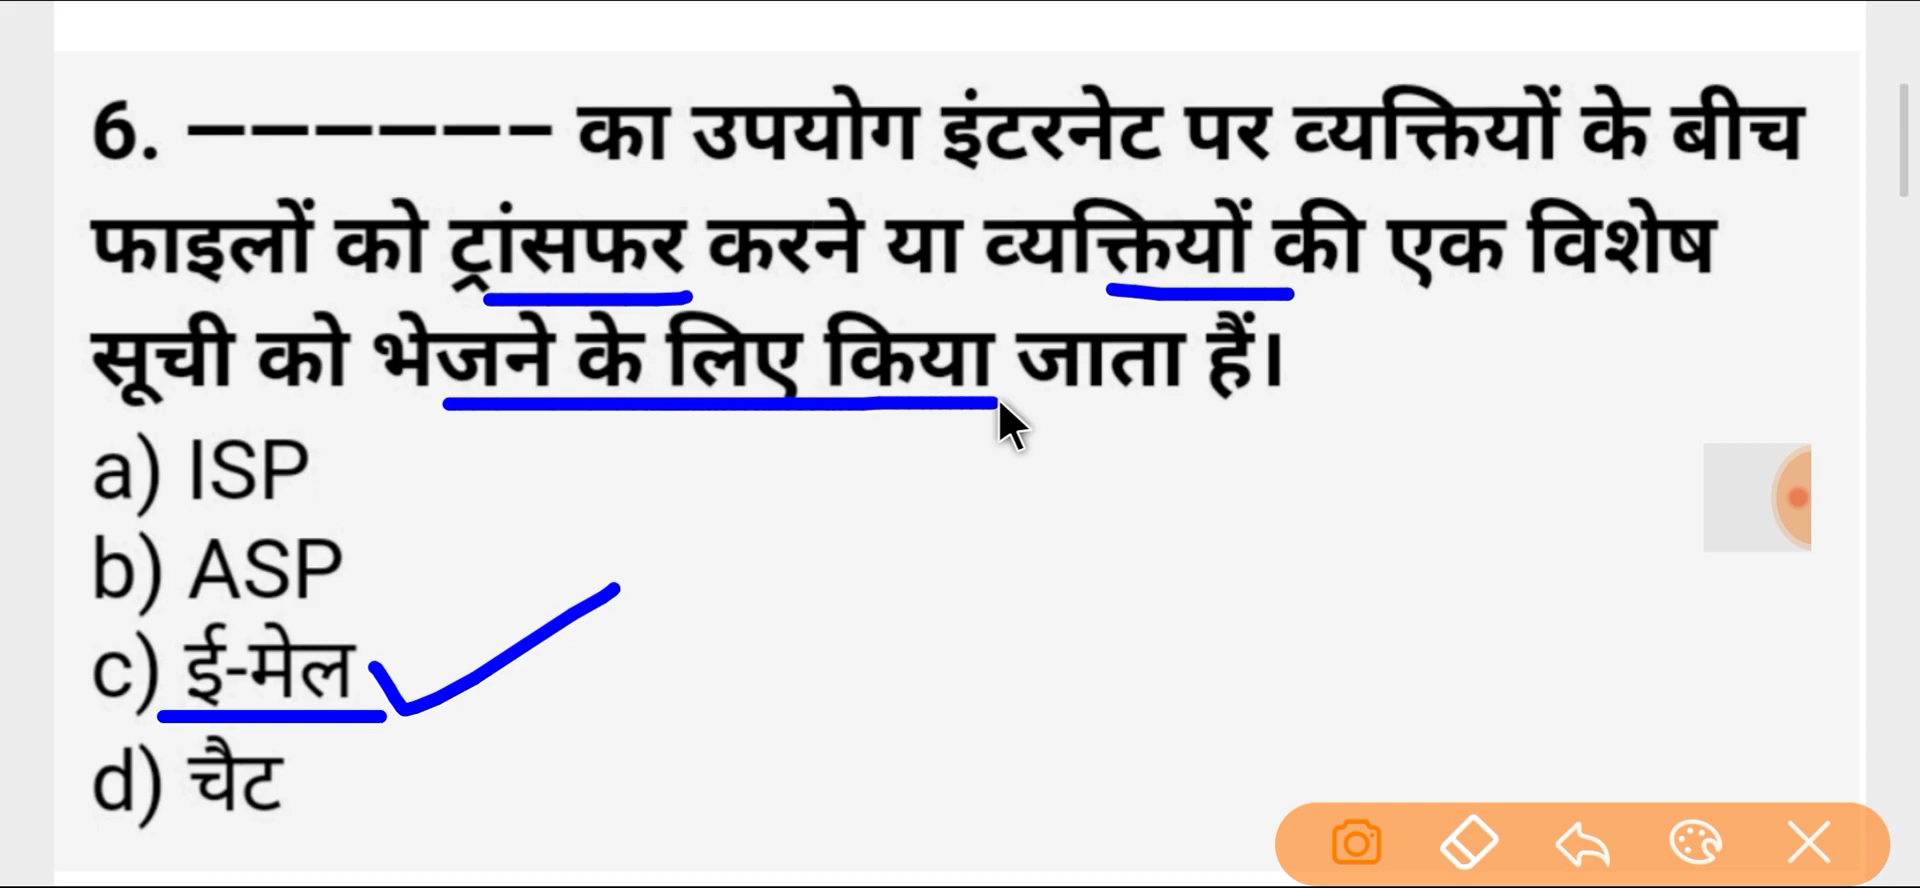 6. ------ का उपयोग इंटरनेट पर व्यक्तियों के बीच
फाइलों को ट्रांसफर करने या व्यक्तियों की एक विशेष
सूची को भेजने के लिए किया जाता हैं।
a) ISP
b) ASP
c) ई-मेल
d) चैट